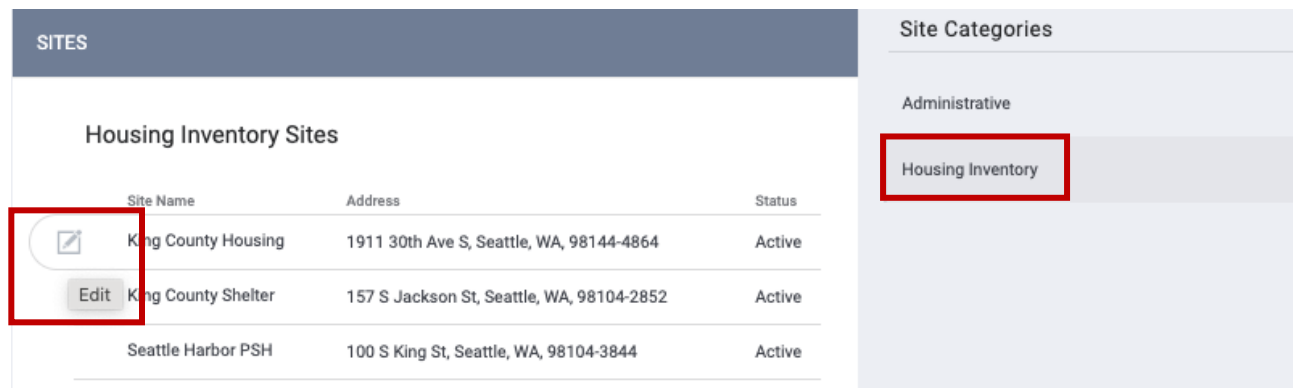 SITES
Housing Inventory Sites
Site Name Address Status
King County Housing 1911 30th Ave S, Seattle, WA, 98144-4864 Active
Edit King County Shelter 157 S Jackson St, Seattle, WA, 98104-2852 Active
Seattle Harbor PSH 100 S King St, Seattle, WA, 98104-3844 Active
Site Categories
Administrative
Housing Inventory